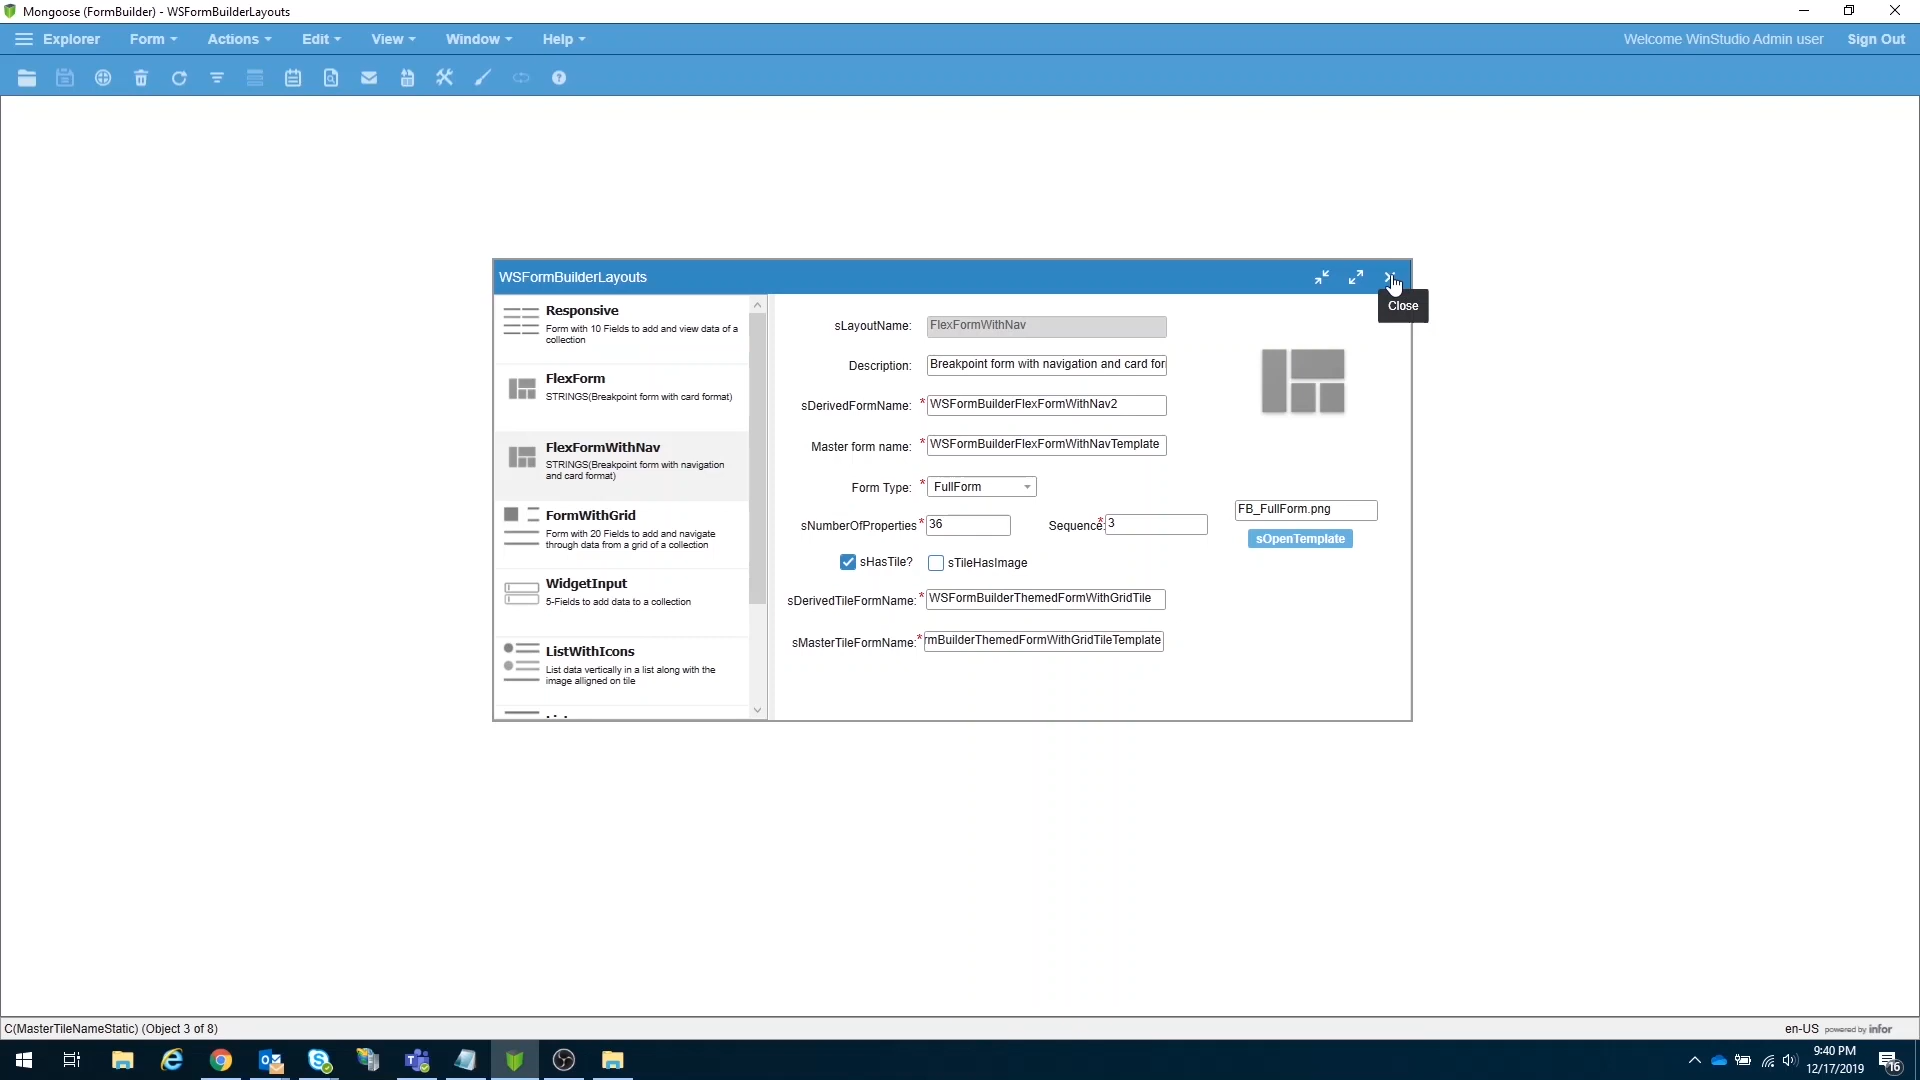 Mongoose (FormBuilder) - WSFormBuilderLayouts
Explorer Form Actions Edit View Window Help Welcome WinStudio Admin user Sign Out
WSFormBuilderLayouts
Close
Responsive
Form with 10 Fields to add and view data of a
collection
FlexForm
STRINGS(Breakpoint form with card format)
FlexFormWithNav
STRINGS(Breakpoint form with navigation
and card format)
FormWithGrid
Form with 20 Fields to add and navigate
through data from a grid of a collection
WidgetInput
5-Fields to add data to a collection
ListWithIcons
List data vertically in a list along with the
image alligned on tile
sLayoutName: FlexFormWithNav
Description: Breakpoint form with navigation and card for
sDerivedFormName: * WSFormBuilderFlexFormWithNav2
Master form name: * WSFormBuilderFlexFormWithNavTemplate
Form Type: * FullForm
sNumberOfProperties * 36 Sequence: * 3
FB_FullForm.png
sOpenTemplate
sHasTile? sTileHasImage
sDerivedTileFormName: * WSFormBuilderThemedFormWithGridTile
sMasterTileFormName: * rmBuilderThemedFormWithGridTileTemplate
C(MasterTileNameStatic) (Object 3 of 8) en-US powered by infor
9:40 PM
12/17/2019
16